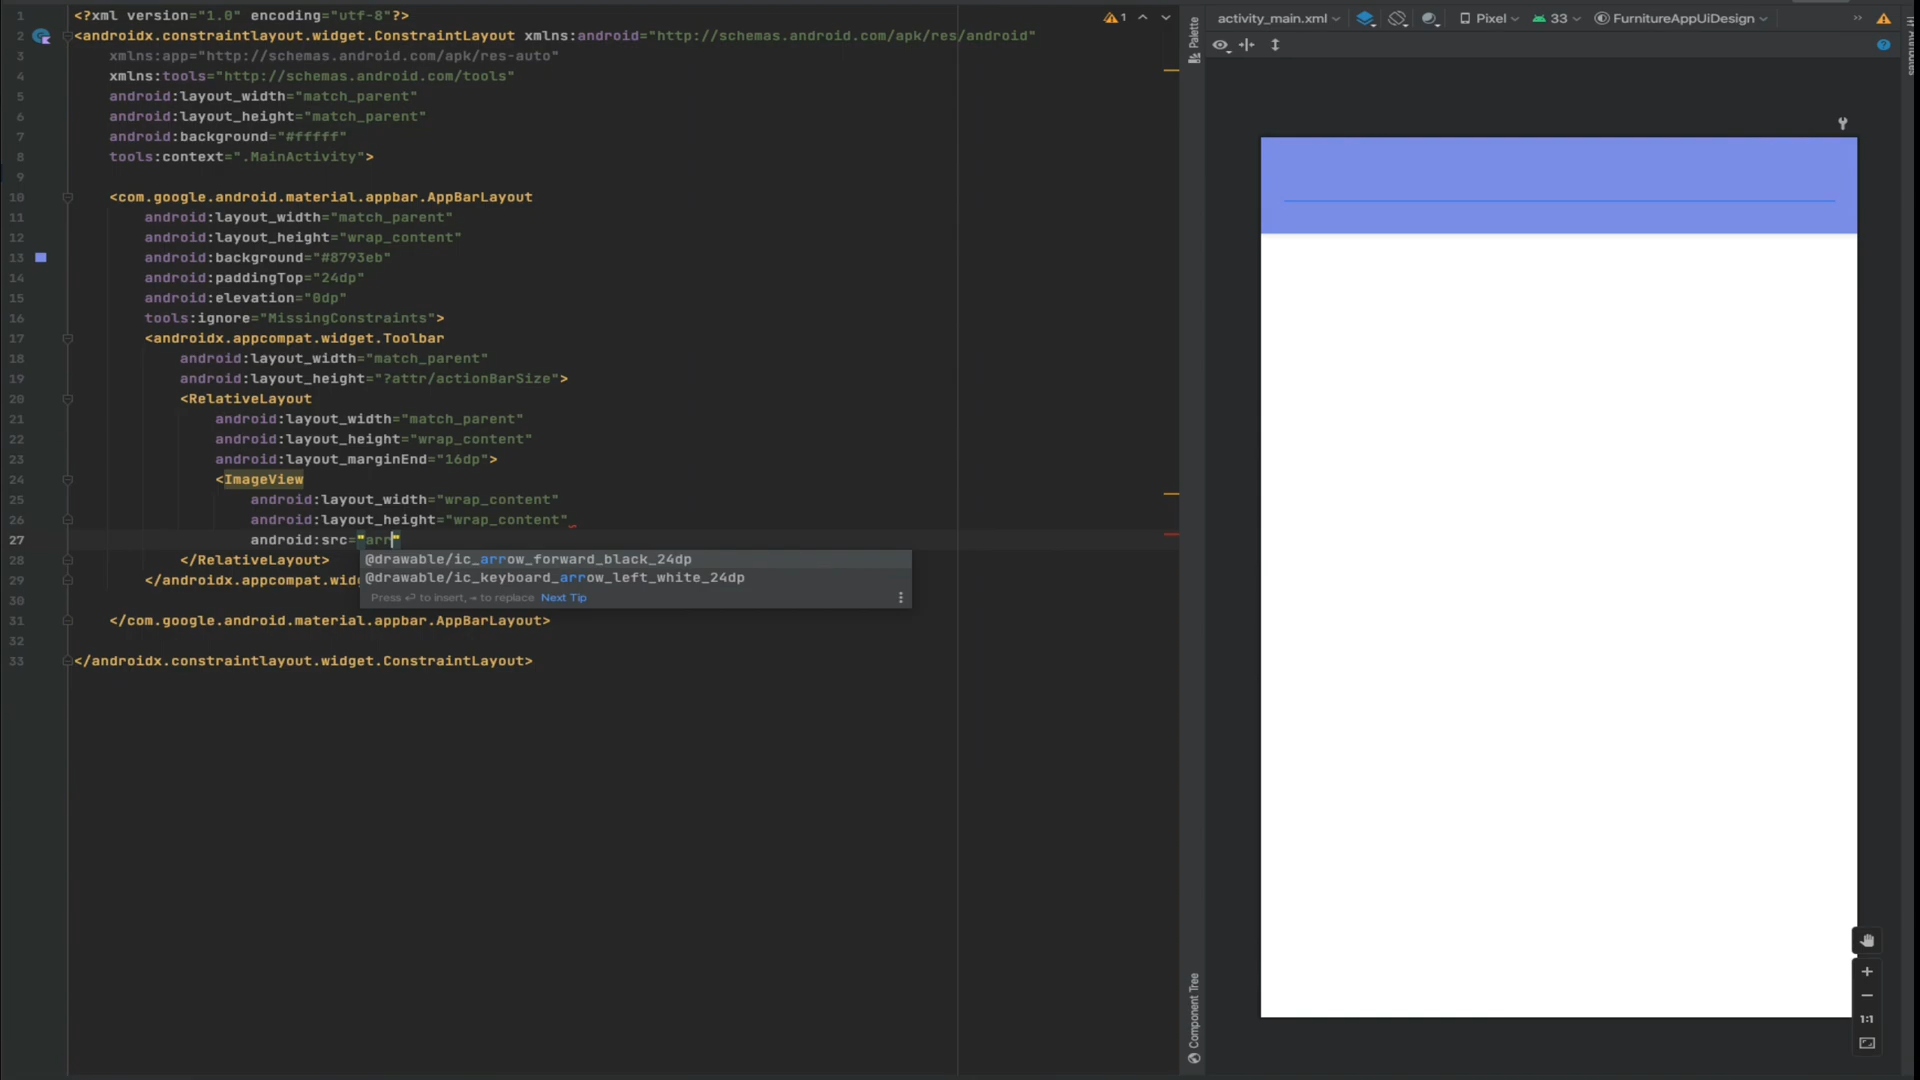 1 <?xml version="1.0" encoding="utf-8"?>
2 <androidx.constraintlayout.widget.ConstraintLayout xmlns:android="http://schemas.android.com/apk/res/android"
3 xmlns:app="http://schemas.android.com/apk/res-auto"
4 xmlns:tools="http://schemas.android.com/tools"
5 android:layout_width="match_parent"
6 android:layout_height="match_parent"
7 android:background="#fffff"
8 tools:context=".MainActivity">
9
10 <com.google.android.material.appbar.AppBarLayout
11 android:layout_width="match_parent"
12 android:layout_height="wrap_content"
13 android:background="#8793eb"
14 android:paddingTop="24dp"
15 android:elevation="0dp"
16 tools:ignore="MissingConstraints">
17 <androidx.appcompat.widget.Toolbar
18 android:layout_width="match_parent"
19 android:layout_height="?attr/actionBarSize">
20 <RelativeLayout
21 android:layout_width="match_parent"
22 android:layout_height="wrap_content"
23 android:layout_marginEnd="16dp">
24 <ImageView
25 android:layout_width="wrap_content"
26 android:layout_height="wrap_content"
27 android:src="arr"
28 </RelativeLayout>
@drawable/ic_arrow_forward_black_24dp
29 </androidx.appcompat.wid
@drawable/ic_keyboard_arrow_left_white_24dp
Press ⏎ to insert, ⇥ to replace Next Tip
30
31 </com.google.android.material.appbar.AppBarLayout>
32
33 </androidx.constraintlayout.widget.ConstraintLayout>
1
Palette
activity_main.xml
Pixel
33
FurnitureAppUiDesign
Component Tree
1:1